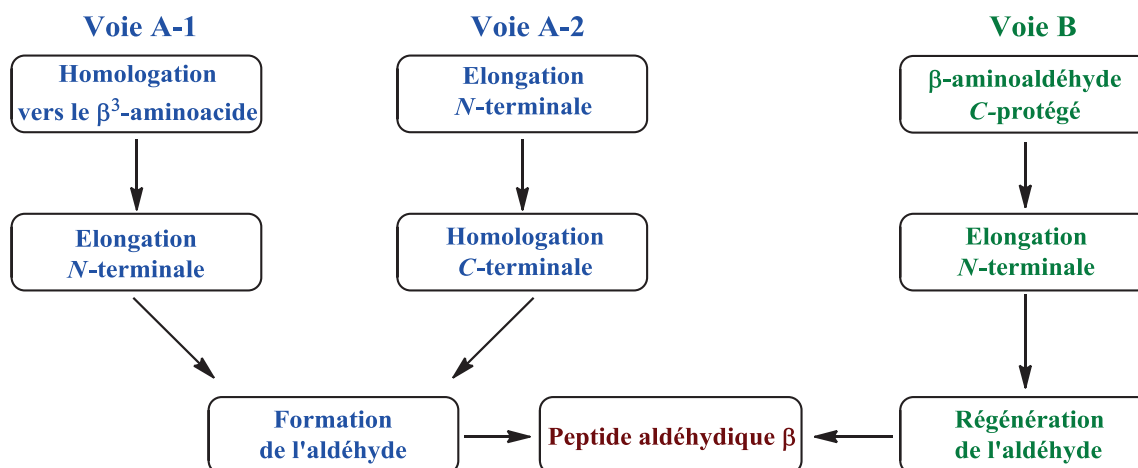 Voie A-1
Voie A-2
Voie B
Homologation
vers le β³-aminoacide
Elongation
N-terminale
β-aminoaldéhyde
C-protégé
Elongation
N-terminale
Homologation
C-terminale
Elongation
N-terminale
Formation
de l'aldéhyde
Peptide aldéhydique β
Régénération
de l'aldéhyde